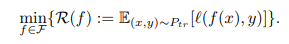 min_{f∈𝓕} {𝓡(f) := 𝔼_{(x,y)∼P_{tr}}[ℓ(f(x), y)]}.